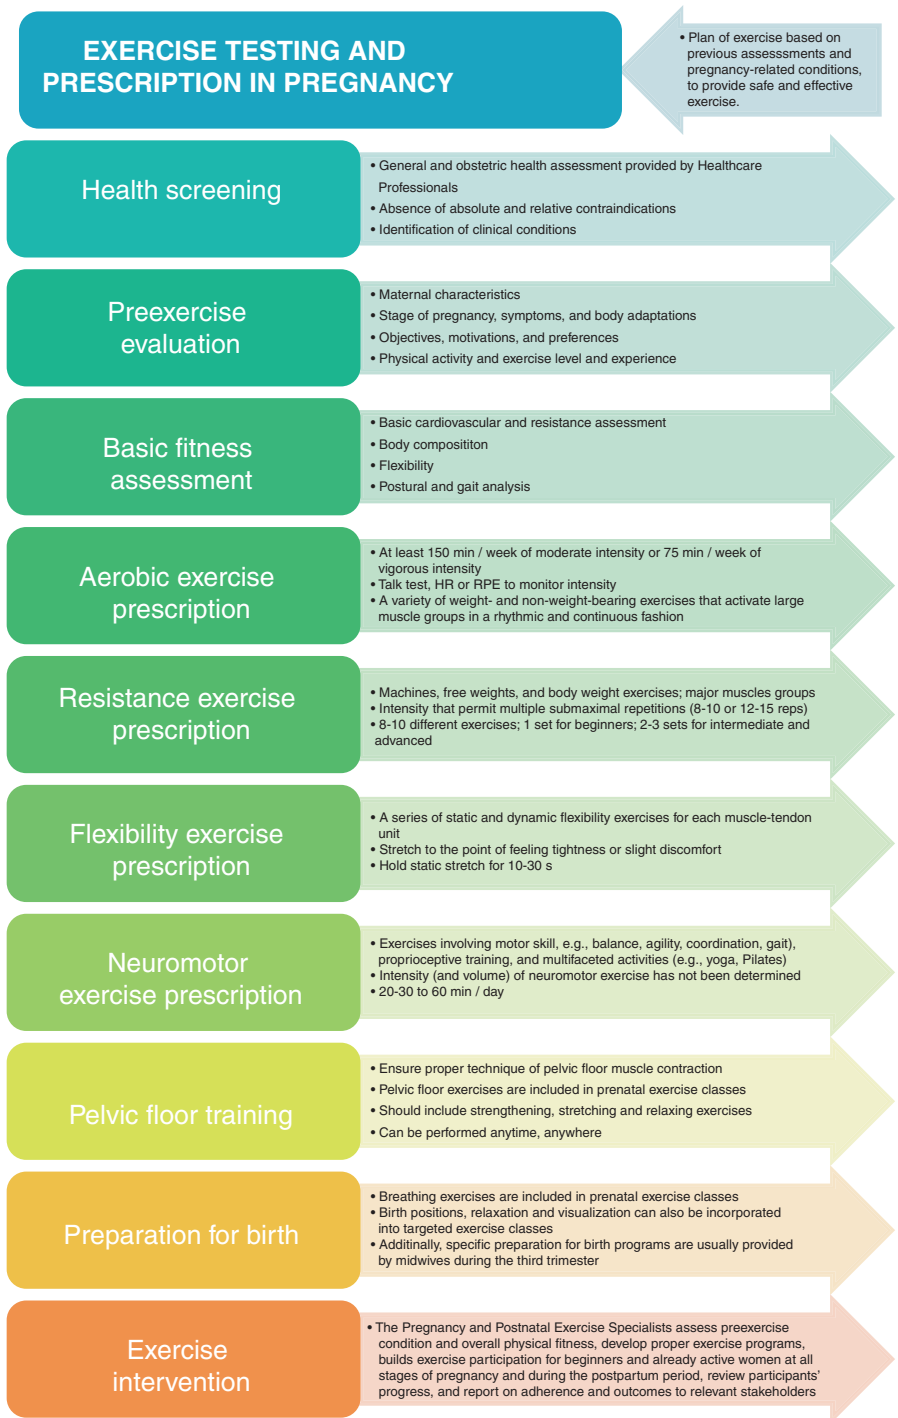 EXERCISE TESTING AND
PRESCRIPTION IN PREGNANCY
• Plan of exercise based on
previous assesssments and
pregnancy-related conditions,
to provide safe and effective
exercise.
Health screening
• General and obstetric health assessment provided by Healthcare
Professionals
• Absence of absolute and relative contraindications
• Identification of clinical conditions
Preexercise
evaluation
• Maternal characteristics
• Stage of pregnancy, symptoms, and body adaptations
• Objectives, motivations, and preferences
• Physical activity and exercise level and experience
Basic fitness
assessment
• Basic cardiovascular and resistance assessment
• Body composititon
• Flexibility
• Postural and gait analysis
Aerobic exercise
prescription
• At least 150 min / week of moderate intensity or 75 min / week of
vigorous intensity
• Talk test, HR or RPE to monitor intensity
• A variety of weight- and non-weight-bearing exercises that activate large
muscle groups in a rhythmic and continuous fashion
Resistance exercise
prescription
• Machines, free weights, and body weight exercises; major muscles groups
• Intensity that permit multiple submaximal repetitions (8-10 or 12-15 reps)
• 8-10 different exercises; 1 set for beginners; 2-3 sets for intermediate and
advanced
Flexibility exercise
prescription
• A series of static and dynamic flexibility exercises for each muscle-tendon
unit
• Stretch to the point of feeling tightness or slight discomfort
• Hold static stretch for 10-30 s
Neuromotor
exercise prescription
• Exercises involving motor skill, e.g., balance, agility, coordination, gait),
proprioceptive training, and multifaceted activities (e.g., yoga, Pilates)
• Intensity (and volume) of neuromotor exercise has not been determined
• 20-30 to 60 min / day
Pelvic floor training
• Ensure proper technique of pelvic floor muscle contraction
• Pelvic floor exercises are included in prenatal exercise classes
• Should include strengthening, stretching and relaxing exercises
• Can be performed anytime, anywhere
Preparation for birth
• Breathing exercises are included in prenatal exercise classes
• Birth positions, relaxation and visualization can also be incorporated
into targeted exercise classes
• Additinally, specific preparation for birth programs are usually provided
by midwives during the third trimester
Exercise
intervention
• The Pregnancy and Postnatal Exercise Specialists assess preexercise
condition and overall physical fitness, develop proper exercise programs,
builds exercise participation for beginners and already active women at all
stages of pregnancy and during the postpartum period, review participants'
progress, and report on adherence and outcomes to relevant stakeholders